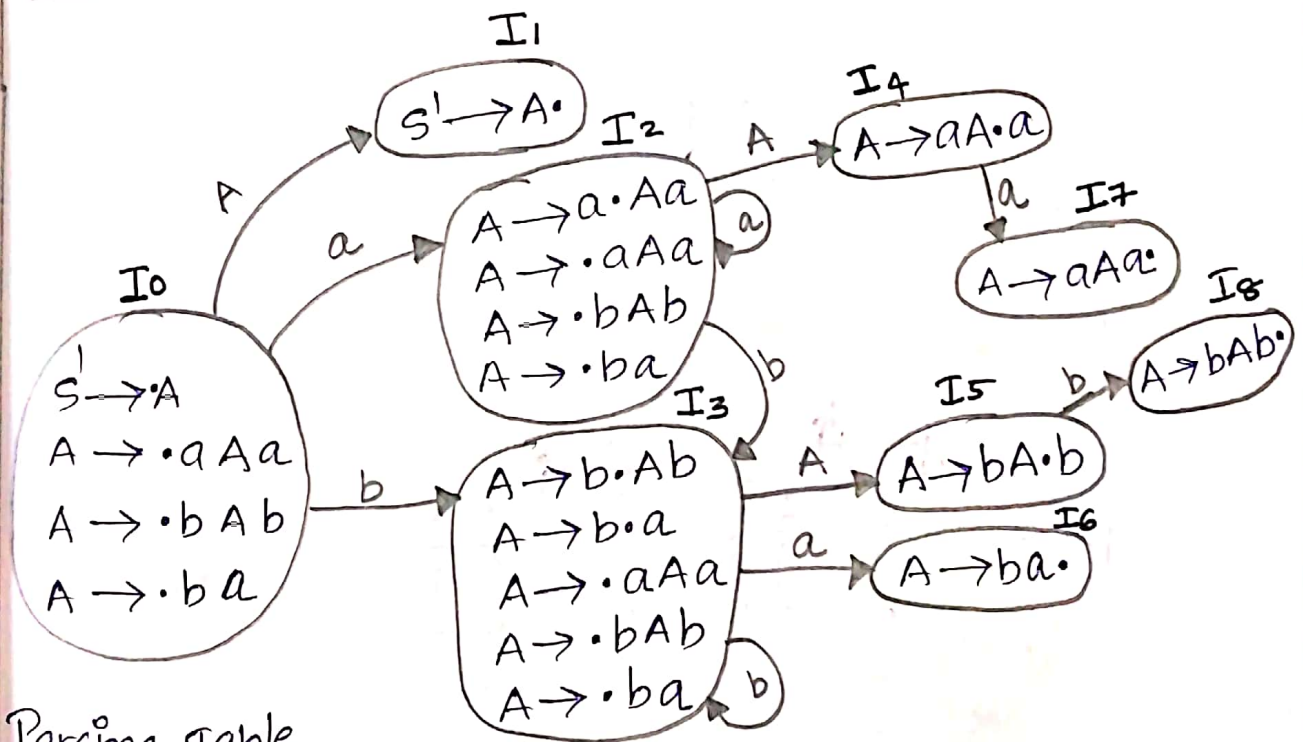 I1
S' → A•
I2
A → a•Aa
A → •aAa
A → •bAb
A → •ba
A
a
b
I4
A → aA•a
a
I7
A → aAa•
A
a
b
I0
S' → •A
A → •aAa
A → •bAb
A → •ba
I3
A → b•Ab
A → b•a
A → •aAa
A → •bAb
A → •ba
b
A
a
I5
A → bA•b
b
I8
A → bAb•
I6
A → ba•
Parsing Table